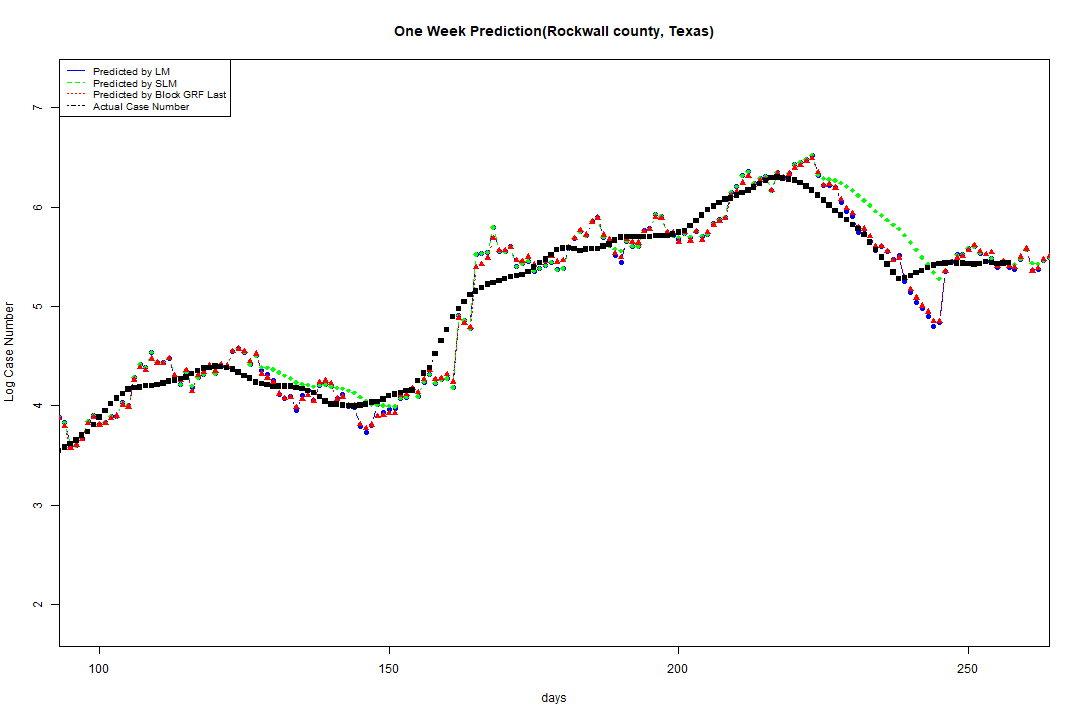 One Week Prediction(Rockwall county, Texas)
Predicted by LM
Predicted by SLM
Predicted by Block GRF Last
Actual Case Number
7
6
5
4
3
2
Log Case Number
100
150
200
250
days